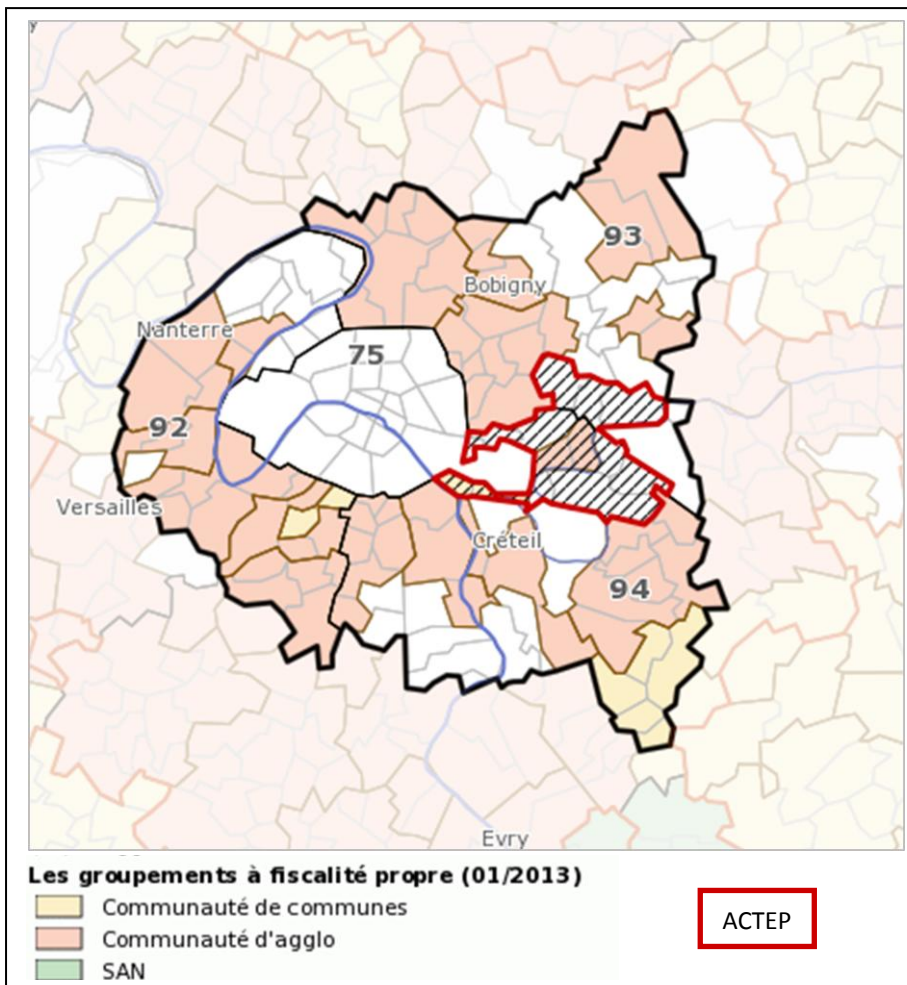 93
Bobigny
Nanterre
75
92
Versailles
Créteil
94
Evry
Les groupements à fiscalité propre (01/2013)
Communauté de communes
Communauté d'agglo
SAN
ACTEP